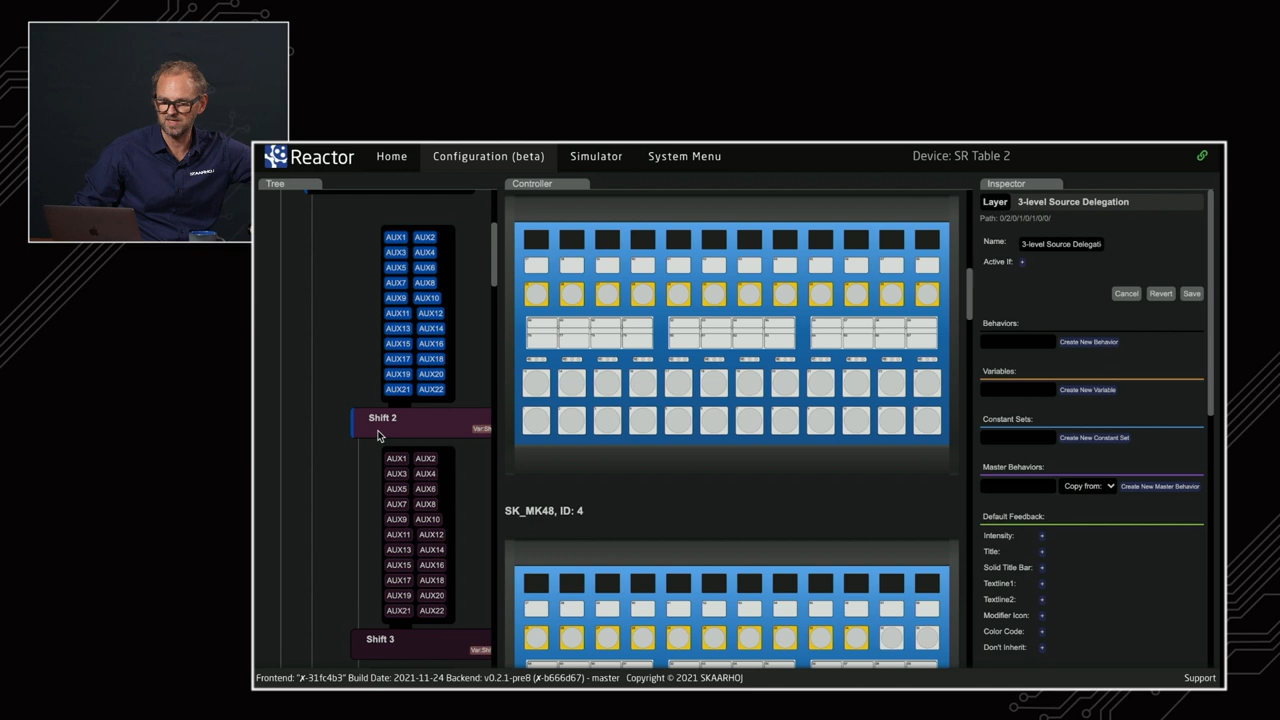 SKAARHOJ
Reactor
Home
Configuration (beta)
Simulator
System Menu
Device: SR Table 2
Tree
Controller
Inspector
AUX1 AUX2
AUX3 AUX4
AUX5 AUX6
AUX7 AUX8
AUX9 AUX10
AUX11 AUX12
AUX13 AUX14
AUX15 AUX16
AUX17 AUX18
AUX19 AUX20
AUX21 AUX22
Shift 2
Var:Sh
AUX1 AUX2
AUX3 AUX4
AUX5 AUX6
AUX7 AUX8
AUX9 AUX10
AUX11 AUX12
AUX13 AUX14
AUX15 AUX16
AUX17 AUX18
AUX19 AUX20
AUX21 AUX22
Shift 3
Var:Sh
SK_MK48, ID: 4
Layer 3-level Source Delegation
Path: 0/2/0/1/0/1/0/0/
Name: 3-level Source Delegati
Active If: +
Cancel Revert Save
Behaviors:
Create New Behavior
Variables:
Create New Variable
Constant Sets:
Create New Constant Set
Master Behaviors:
Copy from: Create New Master Behavior
Default Feedback:
Intensity: +
Title: +
Solid Title Bar: +
Textline1: +
Textline2: +
Modifier Icon: +
Color Code: +
Don't Inherit: +
Frontend: "✗-31fc4b3" Build Date: 2021-11-24 Backend: v0.2.1-pre8 (✗-b666d67) - master Copyright © 2021 SKAARHOJ
Support